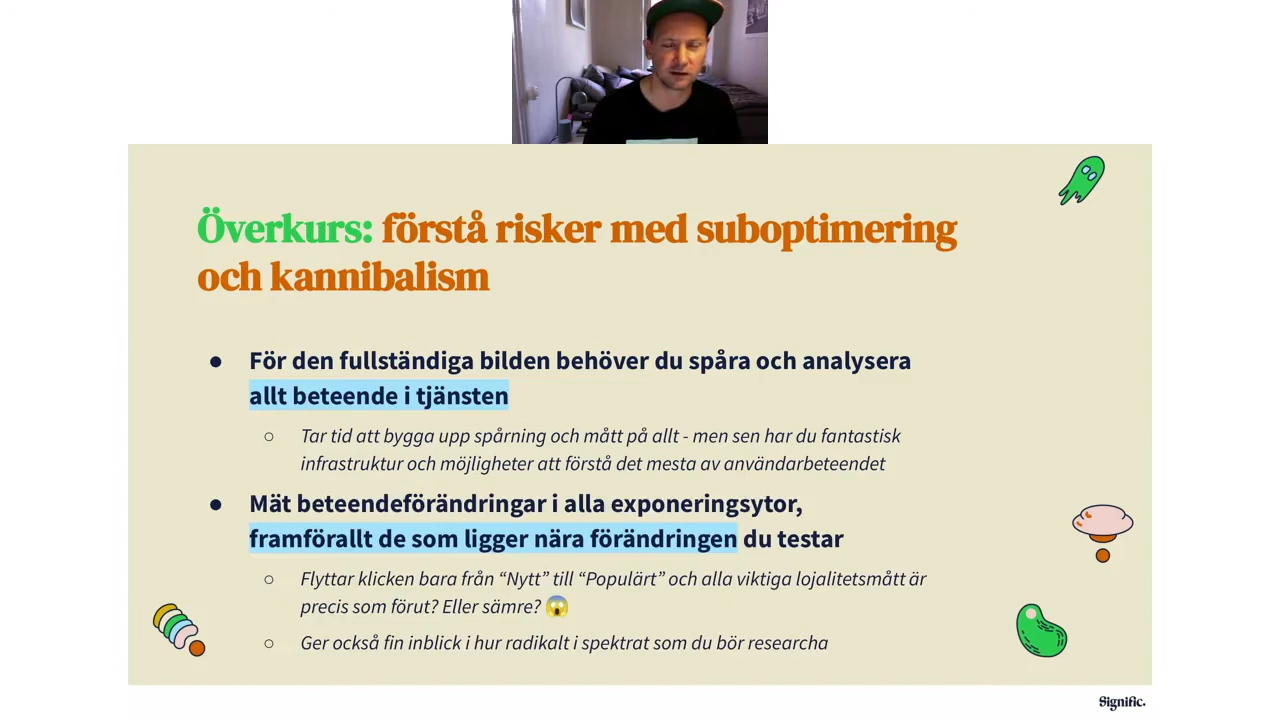 Överkurs: förstå risker med suboptimering
och kannibalism
● För den fullständiga bilden behöver du spåra och analysera
allt beteende i tjänsten
○ Tar tid att bygga upp spårning och mått på allt - men sen har du fantastisk
infrastruktur och möjligheter att förstå det mesta av användarbeteendet
● Mät beteendeförändringar i alla exponeringsytor,
framförallt de som ligger nära förändringen du testar
○ Flyttar klicken bara från “Nytt” till “Populärt” och alla viktiga lojalitetsmått är
precis som förut? Eller sämre? 😱
○ Ger också fin inblick i hur radikalt i spektrat som du bör researcha
Signific.